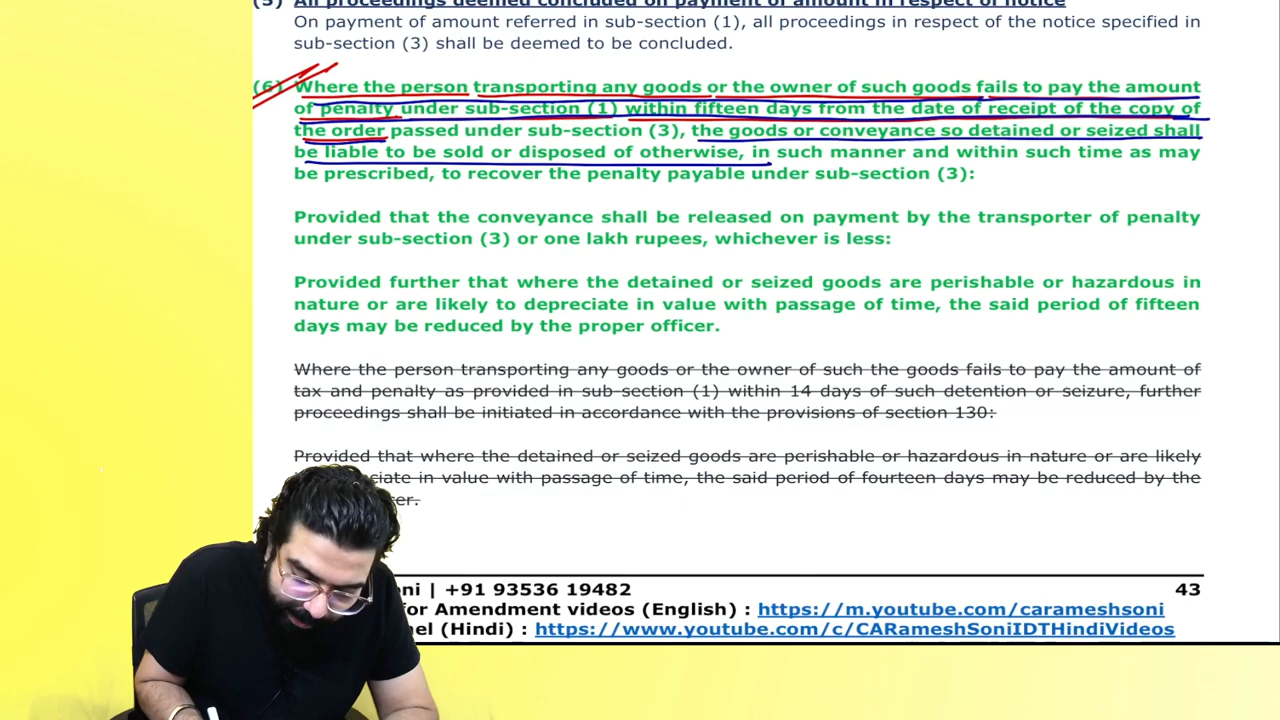 (5) All proceedings deemed concluded on payment of amount in respect of notice
On payment of amount referred in sub-section (1), all proceedings in respect of the notice specified in
sub-section (3) shall be deemed to be concluded.
(6) Where the person transporting any goods or the owner of such goods fails to pay the amount
of penalty under sub-section (1) within fifteen days from the date of receipt of the copy of
the order passed under sub-section (3), the goods or conveyance so detained or seized shall
be liable to be sold or disposed of otherwise, in such manner and within such time as may
be prescribed, to recover the penalty payable under sub-section (3):
Provided that the conveyance shall be released on payment by the transporter of penalty
under sub-section (3) or one lakh rupees, whichever is less:
Provided further that where the detained or seized goods are perishable or hazardous in
nature or are likely to depreciate in value with passage of time, the said period of fifteen
days may be reduced by the proper officer.
Where the person transporting any goods or the owner of such the goods fails to pay the amount of
tax and penalty as provided in sub section (1) within 14 days of such detention or seizure, further
proceedings shall be initiated in accordance with the provisions of section 130:
Provided that where the detained or seized goods are perishable or hazardous in nature or are likely
in value with passage of time, the said period of fourteen days may be reduced by the
| +91 93536 19482 43
for Amendment videos (English) : https://m.youtube.com/carameshsoni
(Hindi) : https://www.youtube.com/c/CARameshSoniIDTHindiVideos